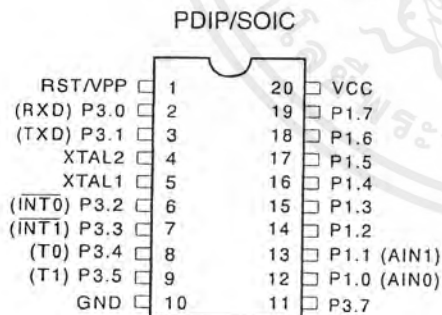 PDIP/SOIC
RST/VPP 1 20 VCC
(RXD) P3.0 2 19 P1.7
(TXD) P3.1 3 18 P1.6
XTAL2 4 17 P1.5
XTAL1 5 16 P1.4
(INT0) P3.2 6 15 P1.3
(INT1) P3.3 7 14 P1.2
(T0) P3.4 8 13 P1.1 (AIN1)
(T1) P3.5 9 12 P1.0 (AIN0)
GND 10 11 P3.7